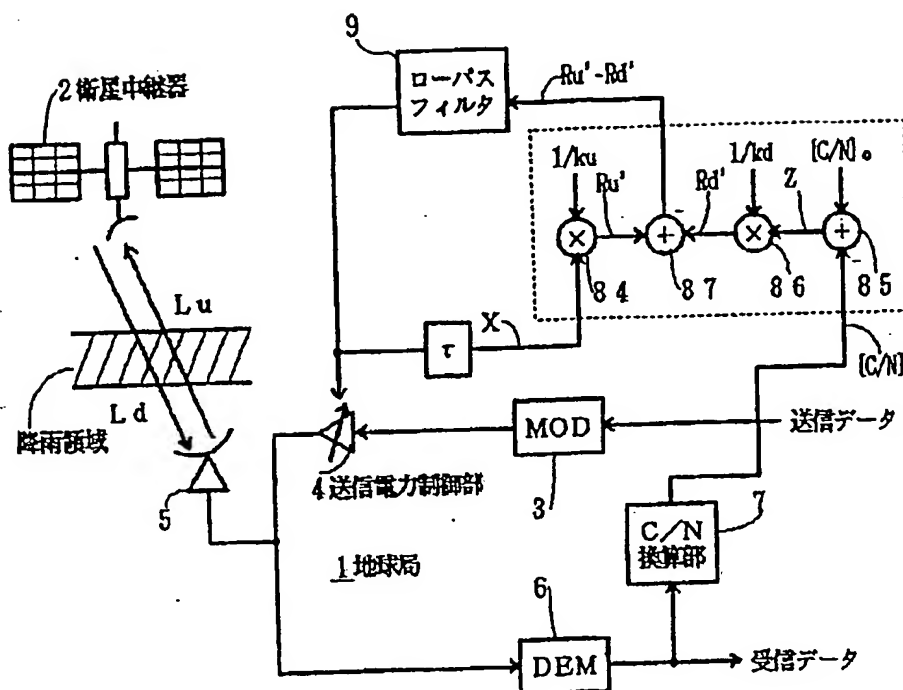 9
ローパス
フィルタ
Ru'-Rd'
2衛星中継器
1/ku
Ru'
Rd'
1/kd
Z
[C/N]。
×
+
×
+
-
-
84
87
86
85
Lu
Ld
降雨領域
X
τ
[C/N]
MOD
送信データ
4送信電力制御部
3
5
7
C/N
換算部
1地球局
6
DEM
受信データ